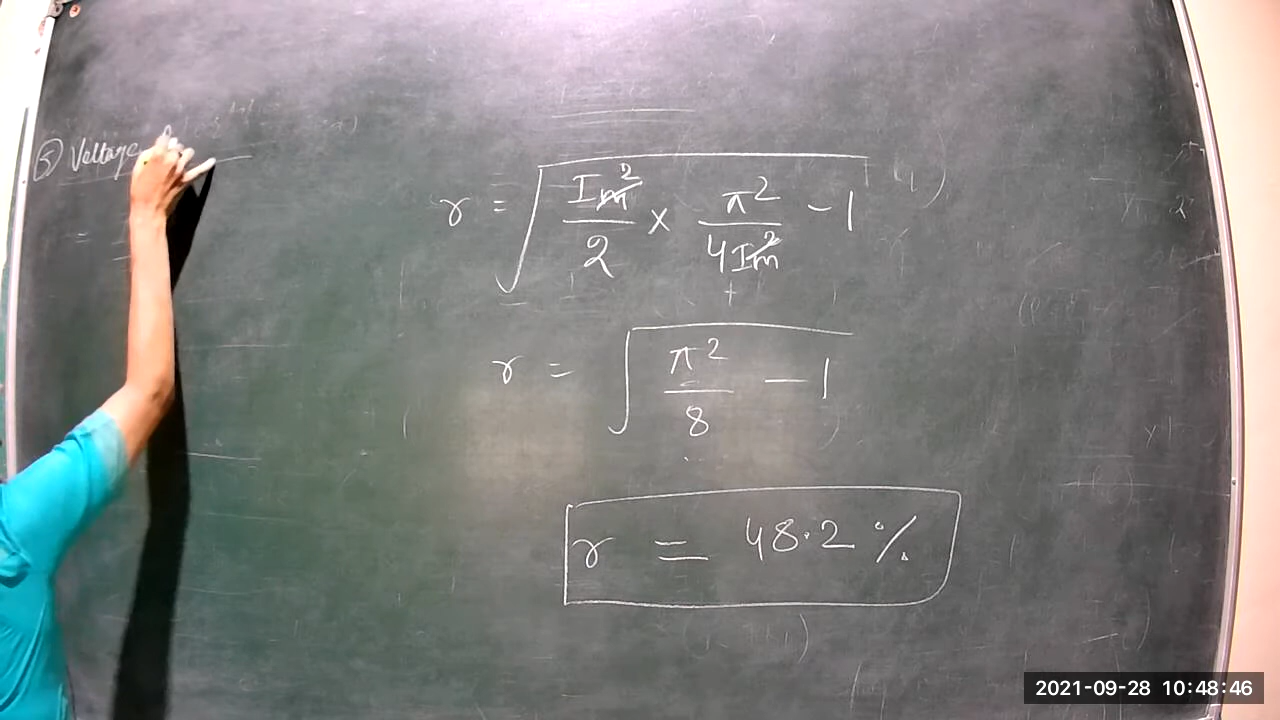 5) Voltage
=
r = √(Im²/2 × π²/4Im² - 1)
r = √(π²/8 - 1)
r = 48.2 %
2021-09-28 10:48:46